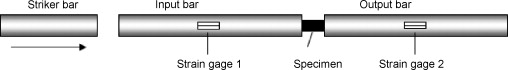 Striker bar
Input bar
Output bar
Strain gage 1
Specimen
Strain gage 2